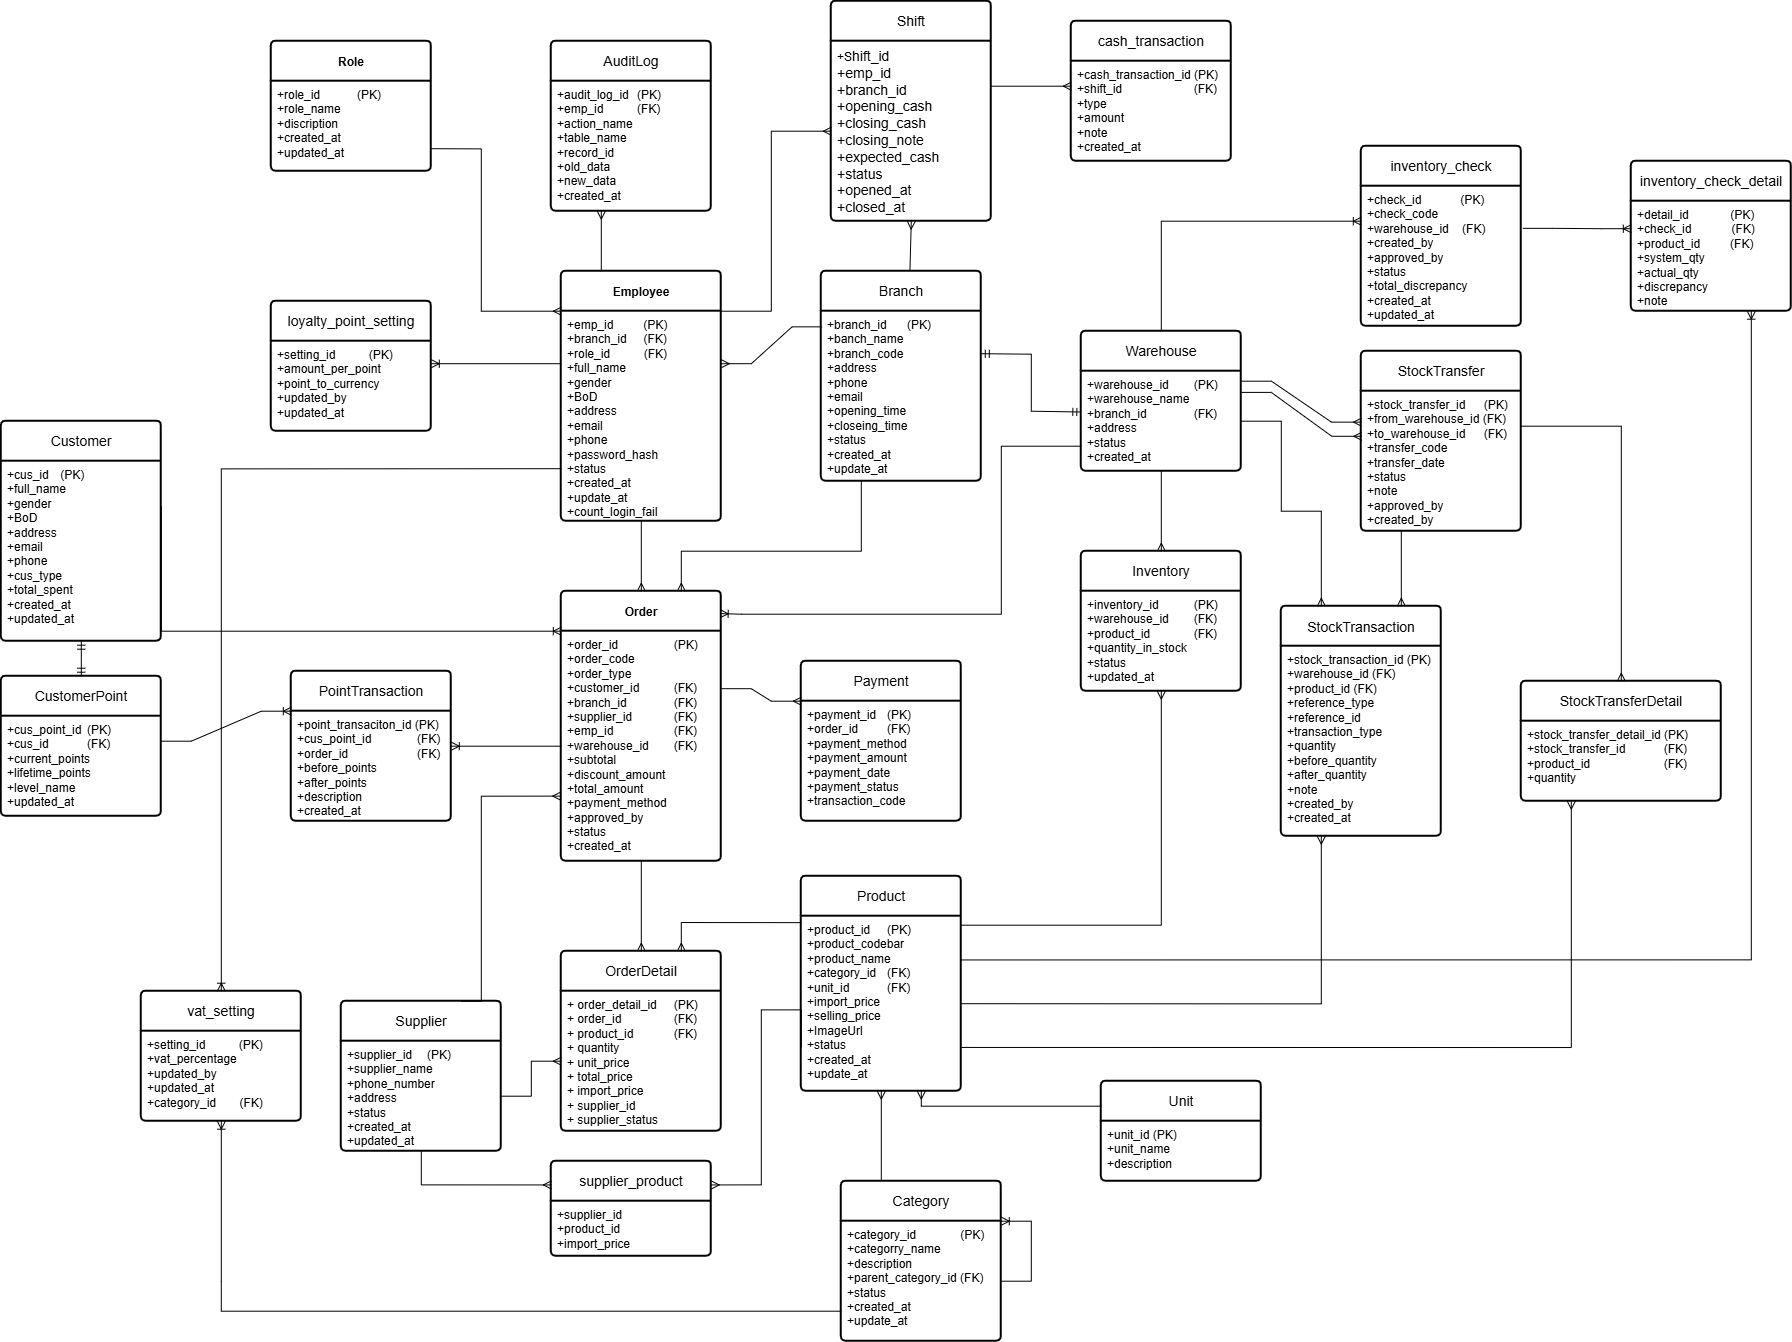 Role
+role_id (PK)
+role_name
+discription
+created_at
+updated_at
AuditLog
+audit_log_id (PK)
+emp_id (FK)
+action_name
+table_name
+record_id
+old_data
+new_data
+created_at
Shift
+Shift_id
+emp_id
+branch_id
+opening_cash
+closing_cash
+closing_note
+expected_cash
+status
+opened_at
+closed_at
cash_transaction
+cash_transaction_id (PK)
+shift_id (FK)
+type
+amount
+note
+created_at
inventory_check
+check_id (PK)
+check_code
+warehouse_id (FK)
+created_by
+approved_by
+status
+total_discrepancy
+created_at
+updated_at
inventory_check_detail
+detail_id (PK)
+check_id (FK)
+product_id (FK)
+system_qty
+actual_qty
+discrepancy
+note
loyalty_point_setting
+setting_id (PK)
+amount_per_point
+point_to_currency
+updated_by
+updated_at
Employee
+emp_id (PK)
+branch_id (FK)
+role_id (FK)
+full_name
+gender
+BoD
+address
+email
+phone
+password_hash
+status
+created_at
+update_at
+count_login_fail
Branch
+branch_id (PK)
+banch_name
+branch_code
+address
+phone
+email
+opening_time
+closeing_time
+status
+created_at
+update_at
Warehouse
+warehouse_id (PK)
+warehouse_name
+branch_id (FK)
+address
+status
+created_at
StockTransfer
+stock_transfer_id (PK)
+from_warehouse_id (FK)
+to_warehouse_id (FK)
+transfer_code
+transfer_date
+status
+note
+approved_by
+created_by
Customer
+cus_id (PK)
+full_name
+gender
+BoD
+address
+email
+phone
+cus_type
+total_spent
+created_at
+updated_at
CustomerPoint
+cus_point_id (PK)
+cus_id (FK)
+current_points
+lifetime_points
+level_name
+updated_at
PointTransaction
+point_transaciton_id (PK)
+cus_point_id (FK)
+order_id (FK)
+before_points
+after_points
+description
+created_at
Order
+order_id (PK)
+order_code
+order_type
+customer_id (FK)
+branch_id (FK)
+supplier_id (FK)
+emp_id (FK)
+warehouse_id (FK)
+subtotal
+discount_amount
+total_amount
+payment_method
+approved_by
+status
+created_at
Payment
+payment_id (PK)
+order_id (FK)
+payment_method
+payment_amount
+payment_date
+payment_status
+transaction_code
Inventory
+inventory_id (PK)
+warehouse_id (FK)
+product_id (FK)
+quantity_in_stock
+status
+updated_at
StockTransaction
+stock_transaction_id (PK)
+warehouse_id (FK)
+product_id (FK)
+reference_type
+reference_id
+transaction_type
+quantity
+before_quantity
+after_quantity
+note
+created_by
+created_at
StockTransferDetail
+stock_transfer_detail_id (PK)
+stock_transfer_id (FK)
+product_id (FK)
+quantity
vat_setting
+setting_id (PK)
+vat_percentage
+updated_by
+updated_at
+category_id (FK)
Supplier
+supplier_id (PK)
+supplier_name
+phone_number
+address
+status
+created_at
+updated_at
OrderDetail
+ order_detail_id (PK)
+ order_id (FK)
+ product_id (FK)
+ quantity
+ unit_price
+ total_price
+ import_price
+ supplier_id
+ supplier_status
Product
+product_id (PK)
+product_codebar
+product_name
+category_id (FK)
+unit_id (FK)
+import_price
+selling_price
+ImageUrl
+status
+created_at
+update_at
Unit
+unit_id (PK)
+unit_name
+description
supplier_product
+supplier_id
+product_id
+import_price
Category
+category_id (PK)
+categorry_name
+description
+parent_category_id (FK)
+status
+created_at
+update_at